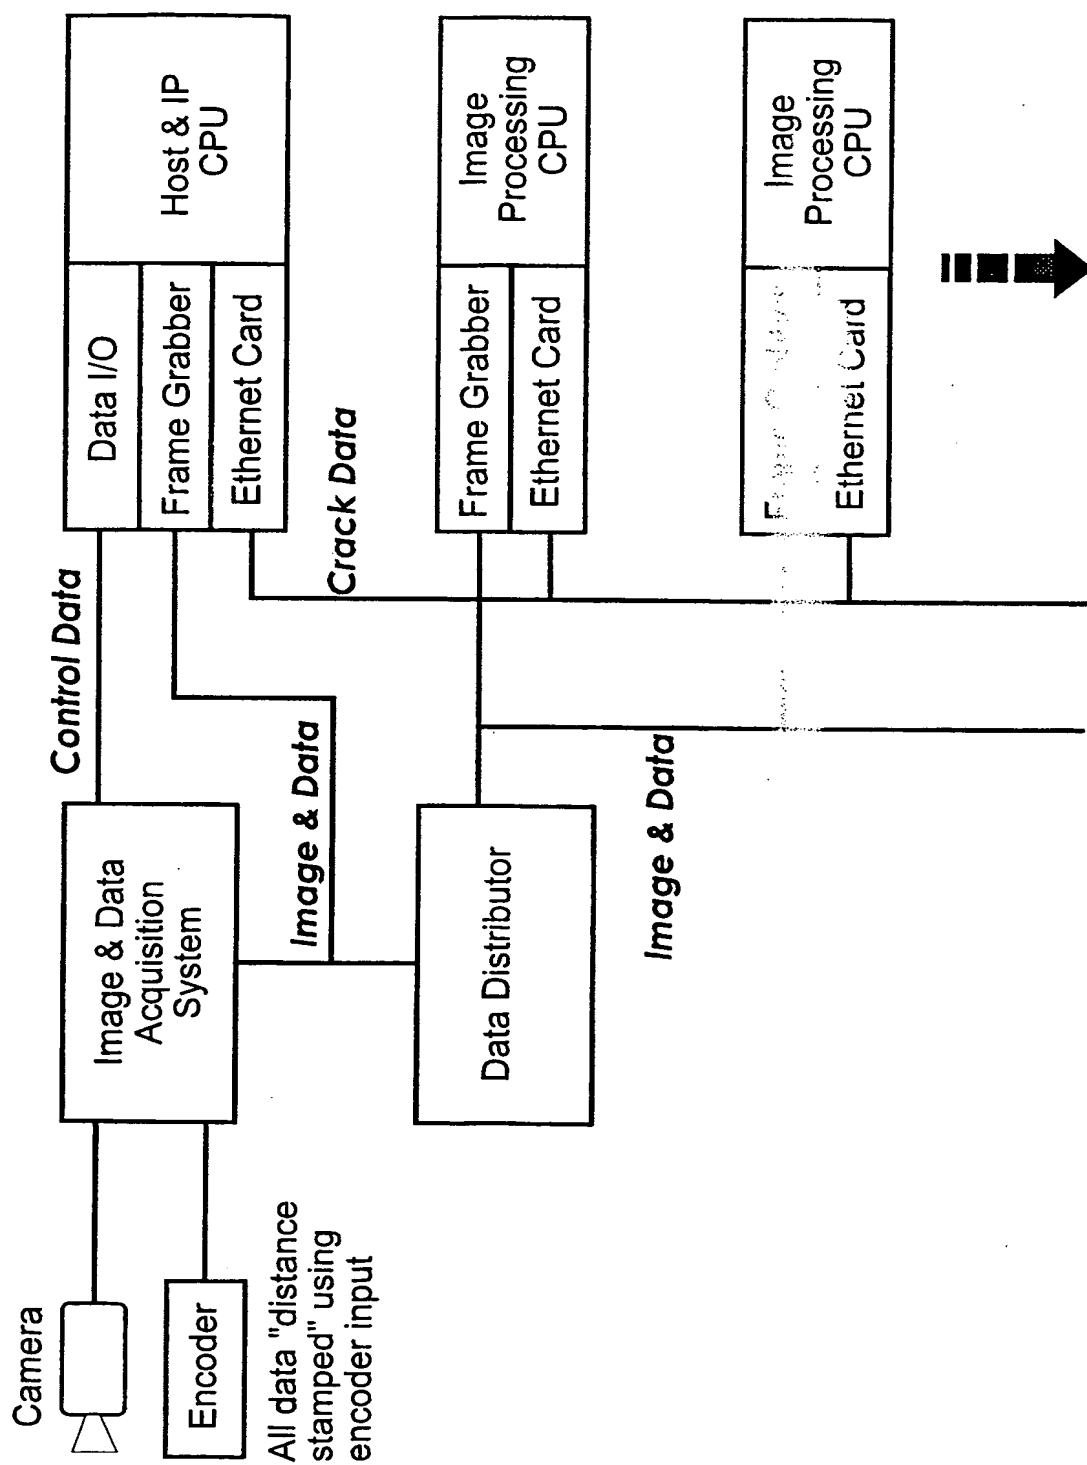 Camera
Encoder
All data "distance
stamped" using
encoder input
Image & Data
Acquisition
System
Control Data
Data I/O
Frame Grabber
Ethernet Card
Host & IP
CPU
Image & Data
Crack Data
Data Distributor
Image & Data
Frame Grabber
Ethernet Card
Image
Processing
CPU
Ethernet Card
Image
Processing
CPU